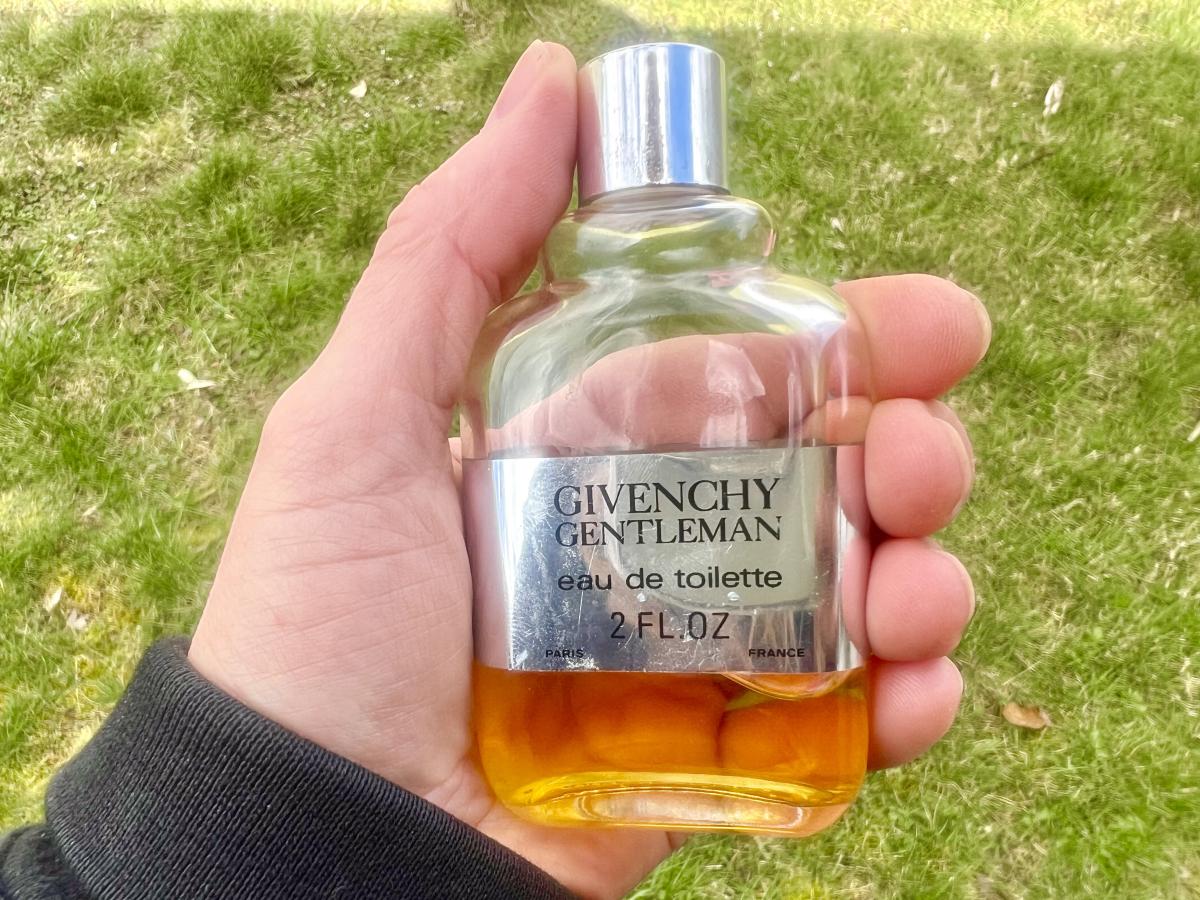 GIVENCHY
GENTLEMAN
eau de toilette
2 FL.OZ
PARIS FRANCE